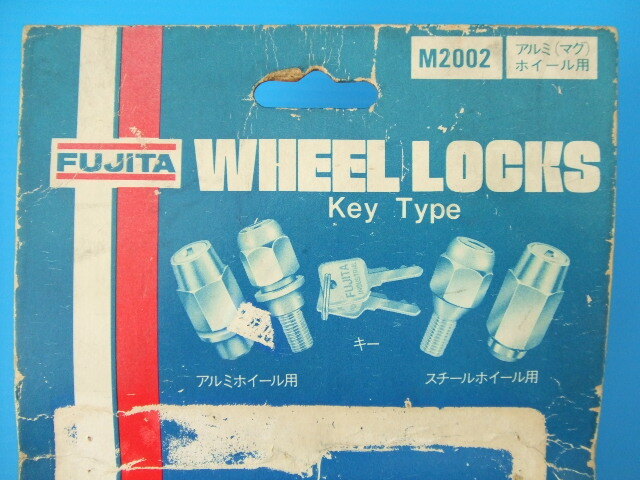 M2002
アルミ(マグ)
ホイール用
FUJITA
WHEEL LOCKS
Key Type
FUJITA
INDUSTRIAL
キー
アルミホイール用
スチールホイール用